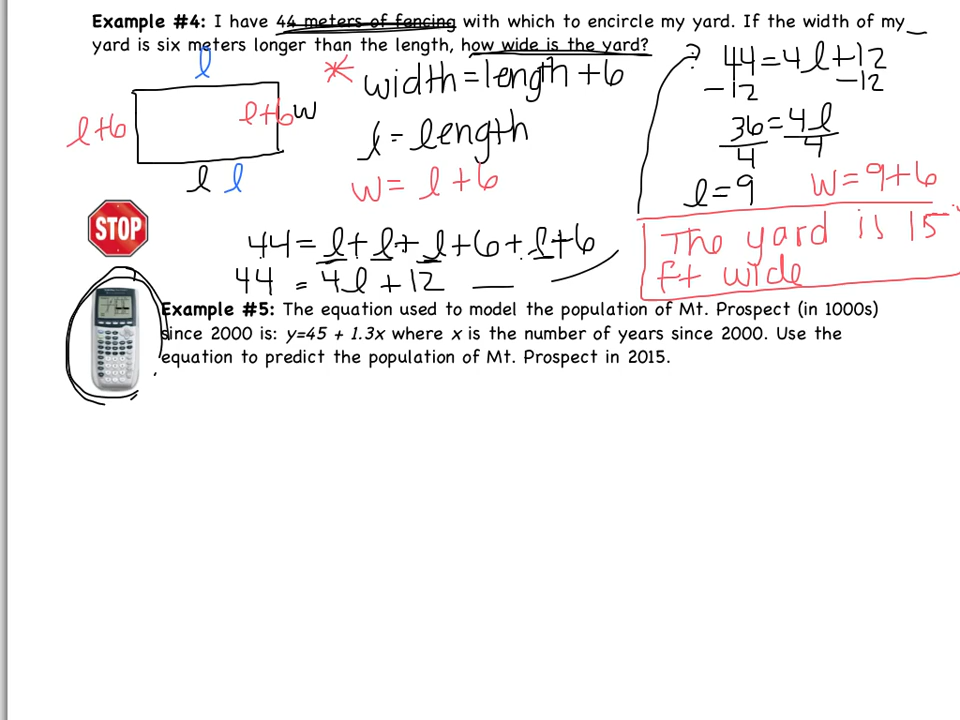 Example #4: I have 44 meters of fencing with which to encircle my yard. If the width of my
yard is six meters longer than the length, how wide is the yard?
l
l+6
l+6 w
l l
* width = length + 6
l = length
w = l + 6
44 = l + l + l + 6 + l + 6
44 = 4l + 12
? 44 = 4l + 12
-12 -12
36 = 4l
4 4
l = 9 w = 9 + 6
The yard is 15
ft wide
STOP
Example #5: The equation used to model the population of Mt. Prospect (in 1000s)
since 2000 is: y=45 + 1.3x where x is the number of years since 2000. Use the
equation to predict the population of Mt. Prospect in 2015.